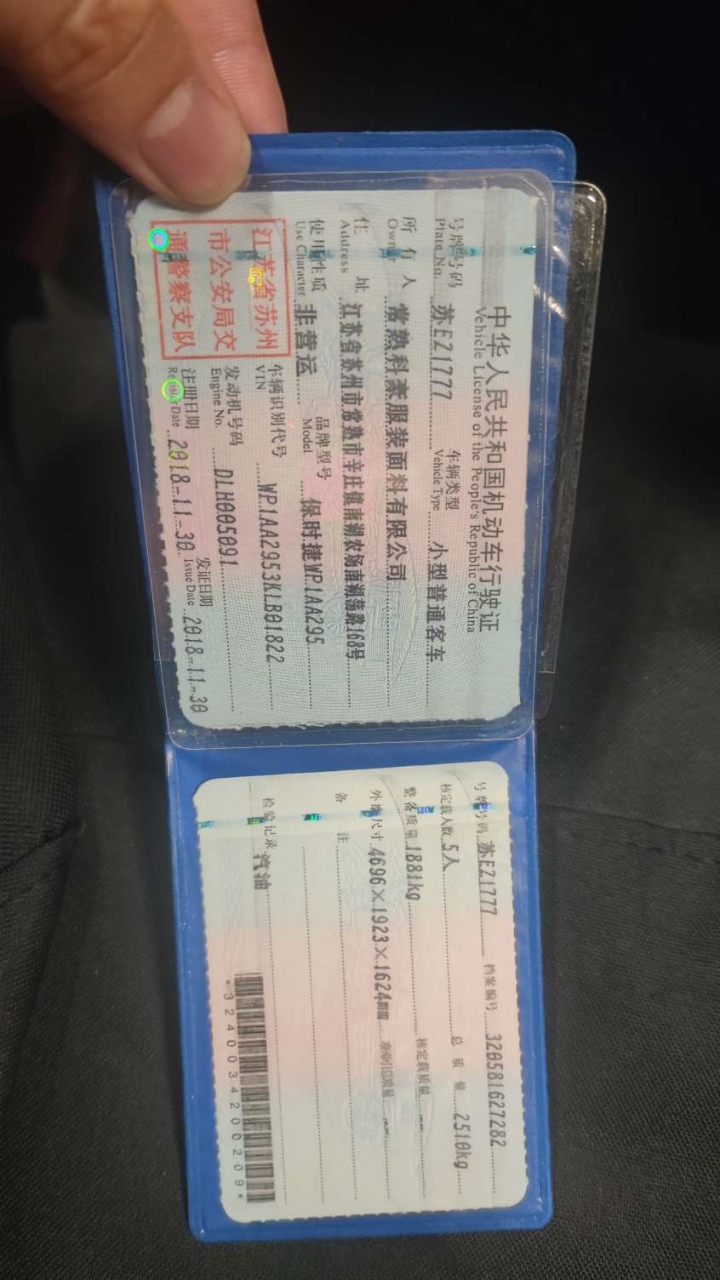 中华人民共和国机动车行驶证
Vehicle License of the People's Republic of China
号牌号码 苏E21777 车辆类型 小型普通客车
Plate No. Vehicle Type
所有人 常熟科豪服装面料有限公司
Owner
住址 江苏省苏州市常熟市辛庄镇南湖农场南湖荡路168号
Address
使用性质 非营运 品牌型号 保时捷WP1AA295
Use Character Model
江苏省苏州
市公安局交
通警察支队
车辆识别代号 WP1AA2953KLB01822
VIN
发动机号码 DLH005091
Engine No.
注册日期 2018-11-30 发证日期 2018-11-30
Register Date Issue Date
号牌号码 苏E21777 档案编号 320581627282
核定载人数 5人 总质量 2510kg
整备质量 1881kg 核定载质量 --
外廓尺寸 4696×1923×1624mm 准牵引总质量 --
备注
检验记录 汽油
*3240034200209*